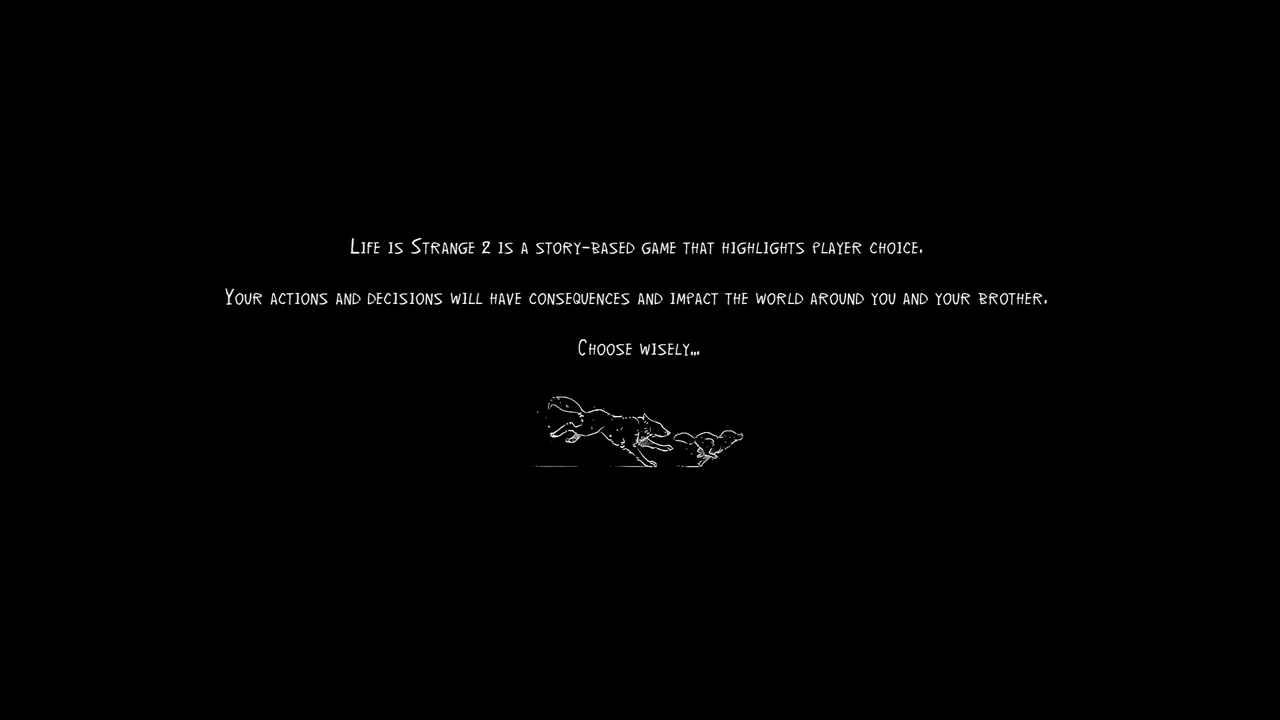 Life is Strange 2 is a story-based game that highlights player choice.
Your actions and decisions will have consequences and impact the world around you and your brother.
Choose wisely...